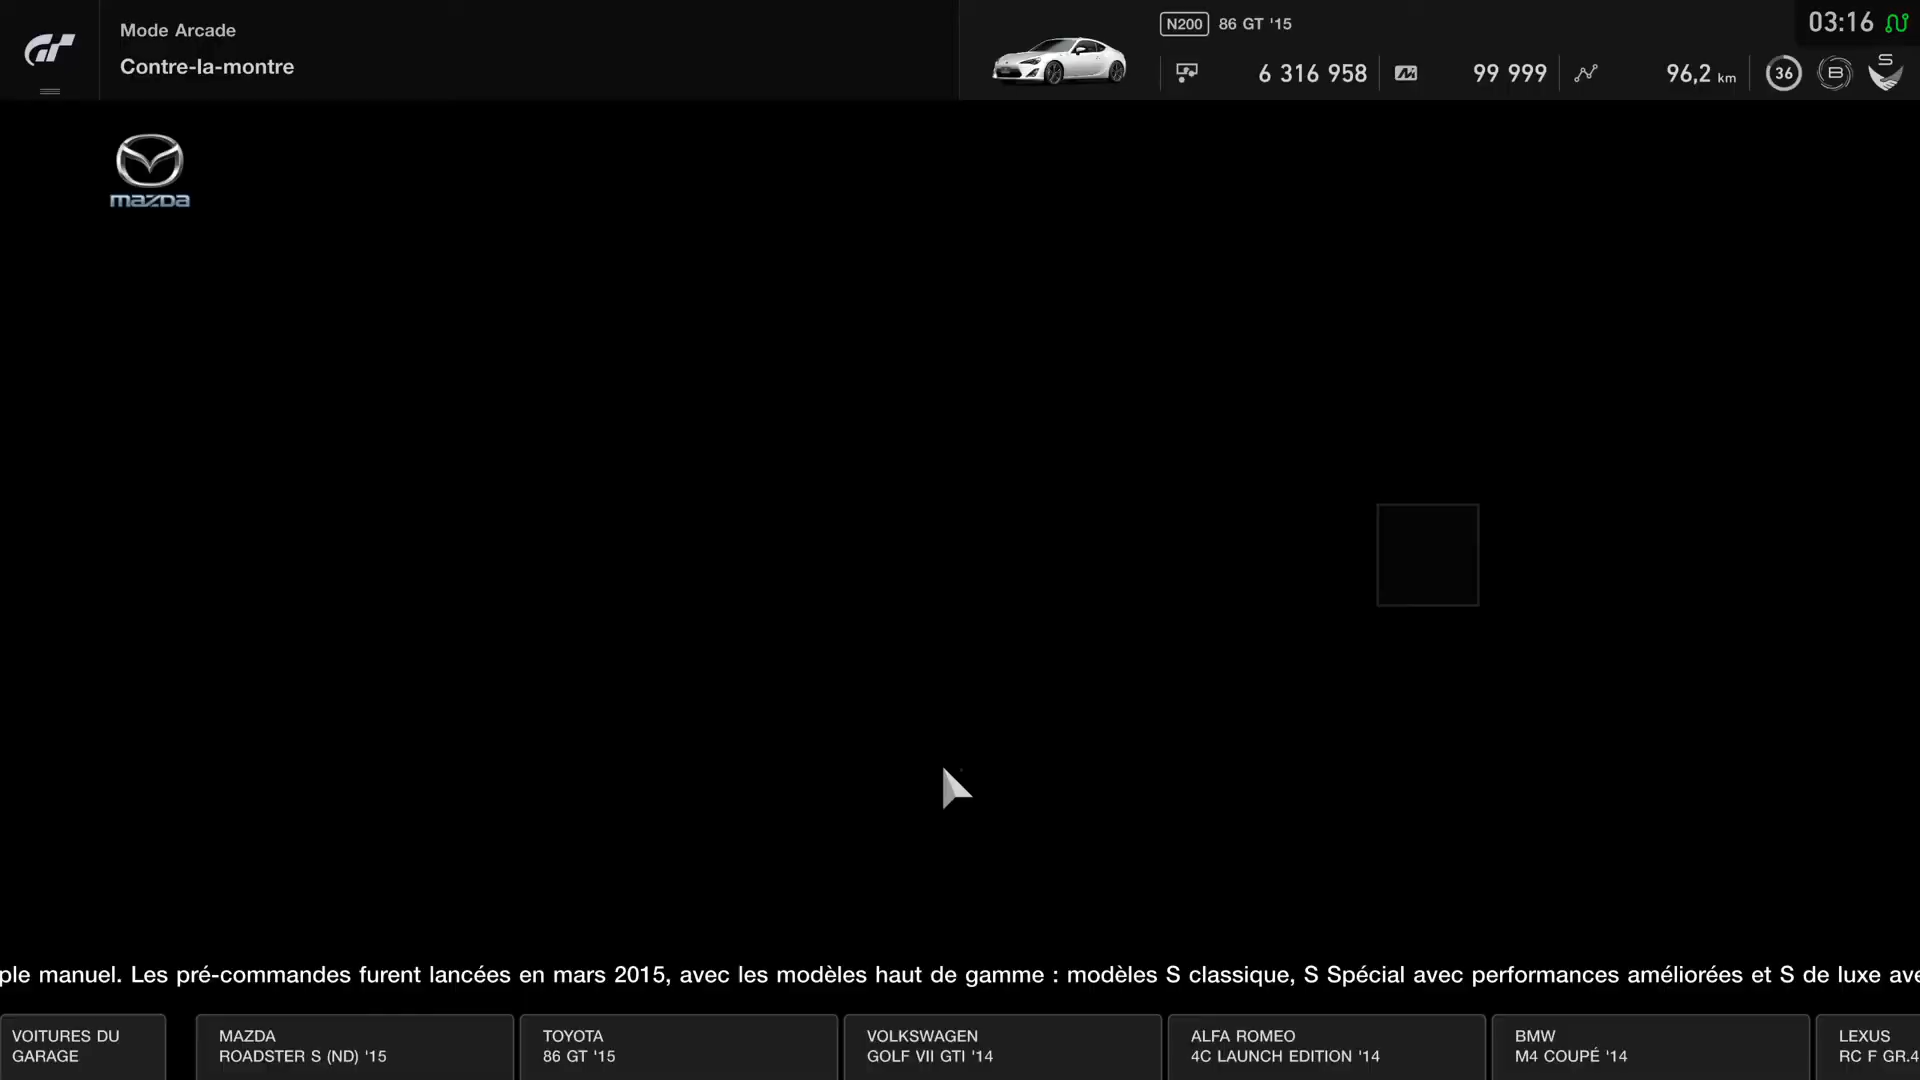 Mode Arcade
Contre-la-montre
N200 86 GT '15
6 316 958
99 999
96,2 km
36
B
S
03:16
mazda
ple manuel. Les pré-commandes furent lancées en mars 2015, avec les modèles haut de gamme : modèles S classique, S Spécial avec performances améliorées et S de luxe ave
VOITURES DU
GARAGE
MAZDA
ROADSTER S (ND) '15
TOYOTA
86 GT '15
VOLKSWAGEN
GOLF VII GTI '14
ALFA ROMEO
4C LAUNCH EDITION '14
BMW
M4 COUPÉ '14
LEXUS
RC F GR.4